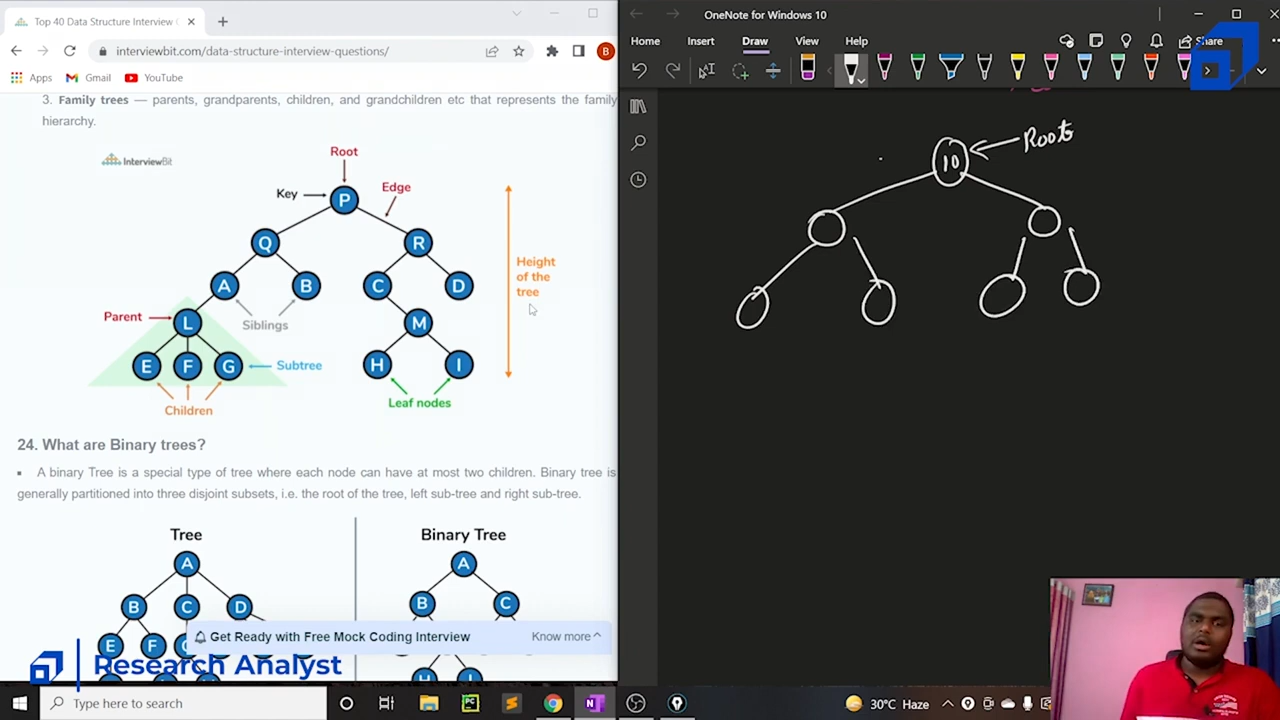 Top 40 Data Structure Interview
interviewbit.com/data-structure-interview-questions/
B
Apps
Gmail
YouTube
3. Family trees — parents, grandparents, children, and grandchildren etc that represents the family
hierarchy.
InterviewBit
Root
Key
Edge
P
Q
R
A
B
C
D
Height
of the
tree
Parent
L
Siblings
M
E
F
G
Subtree
H
I
Children
Leaf nodes
24. What are Binary trees?
▪ A binary Tree is a special type of tree where each node can have at most two children. Binary tree is
generally partitioned into three disjoint subsets, i.e. the root of the tree, left sub-tree and right sub-tree.
Tree
Binary Tree
A
A
B
C
D
B
C
E
F
Get Ready with Free Mock Coding Interview
Know more
H
I
Research Analyst
Type here to search
OneNote for Windows 10
Home
Insert
Draw
View
Help
Share
10
Root
30°C Haze